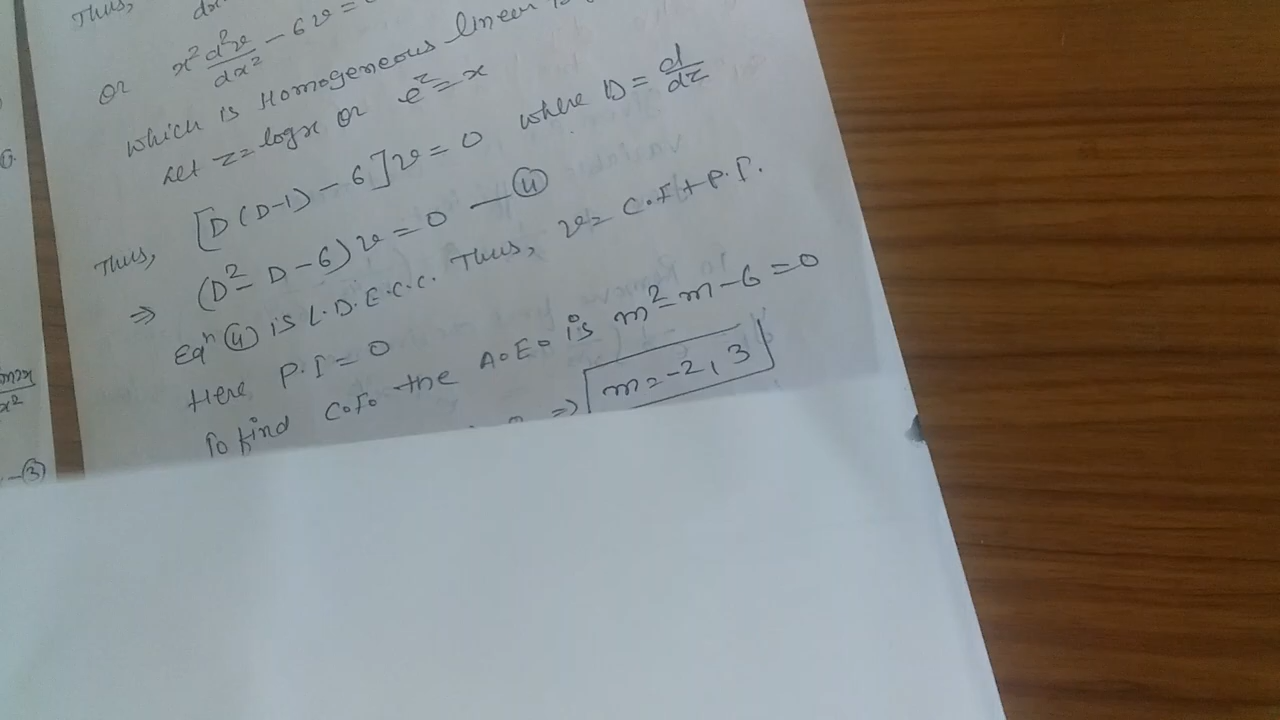 Thus,
or x² d²v/dx² - 6v =
which is Homogeneous linear
Let z = log x or e^z = x
Thus, [D(D-1) - 6]v = 0 where D = d/dz
⇒ (D² - D - 6)v = 0 — ④
Eqⁿ ④ is L.D.E.C.C. Thus, v = C.F + P.I.
Here P.I = 0
To find C.F. the A.E. is m² - m - 6 = 0
⇒ m = -2, 3
- ③